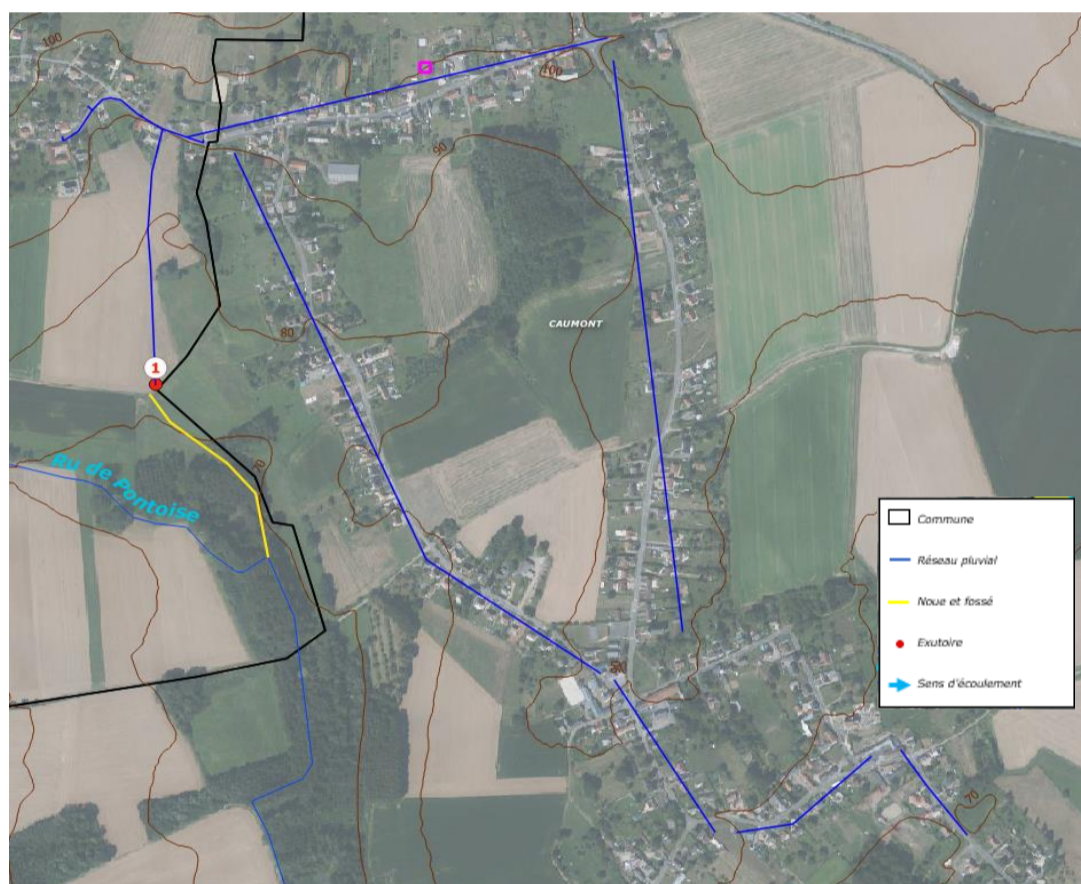 100
100
90
CAUMONT
80
1
70
Ru de Pontoise
Commune
Réseau pluvial
Noue et fossé
Exutoire
Sens d'écoulement
70